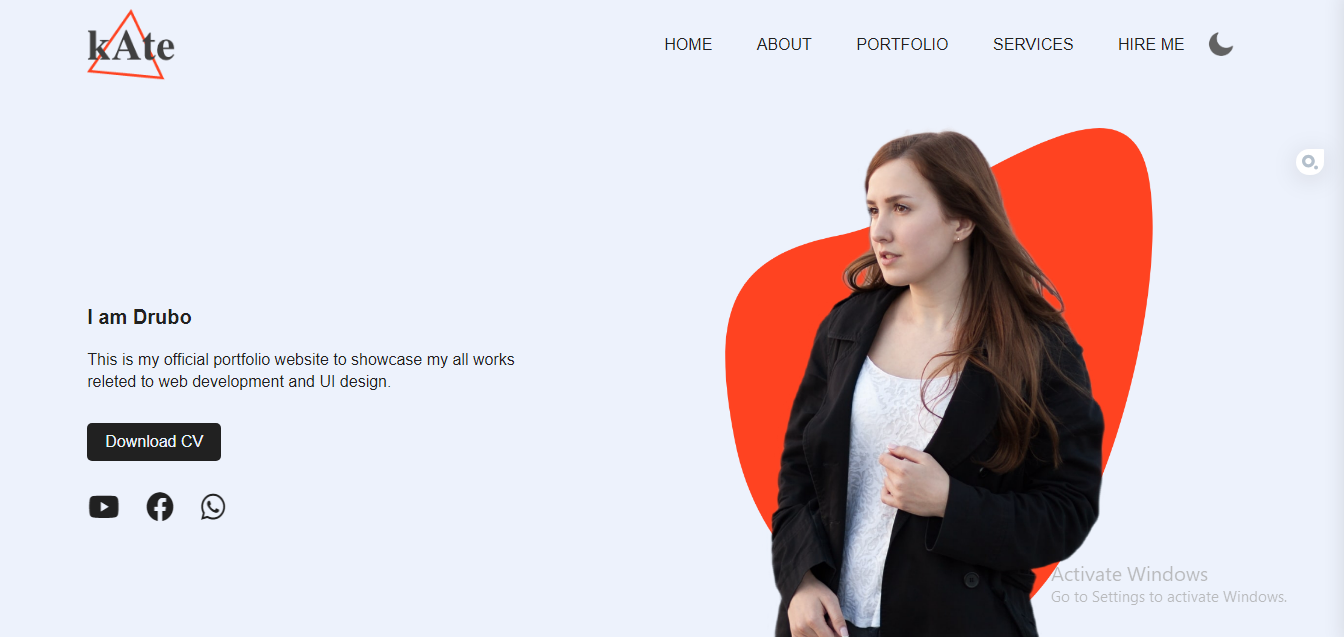 kAte
HOME ABOUT PORTFOLIO SERVICES HIRE ME
I am Drubo
This is my official portfolio website to showcase my all works
releted to web development and UI design.
Download CV
Activate Windows
Go to Settings to activate Windows.